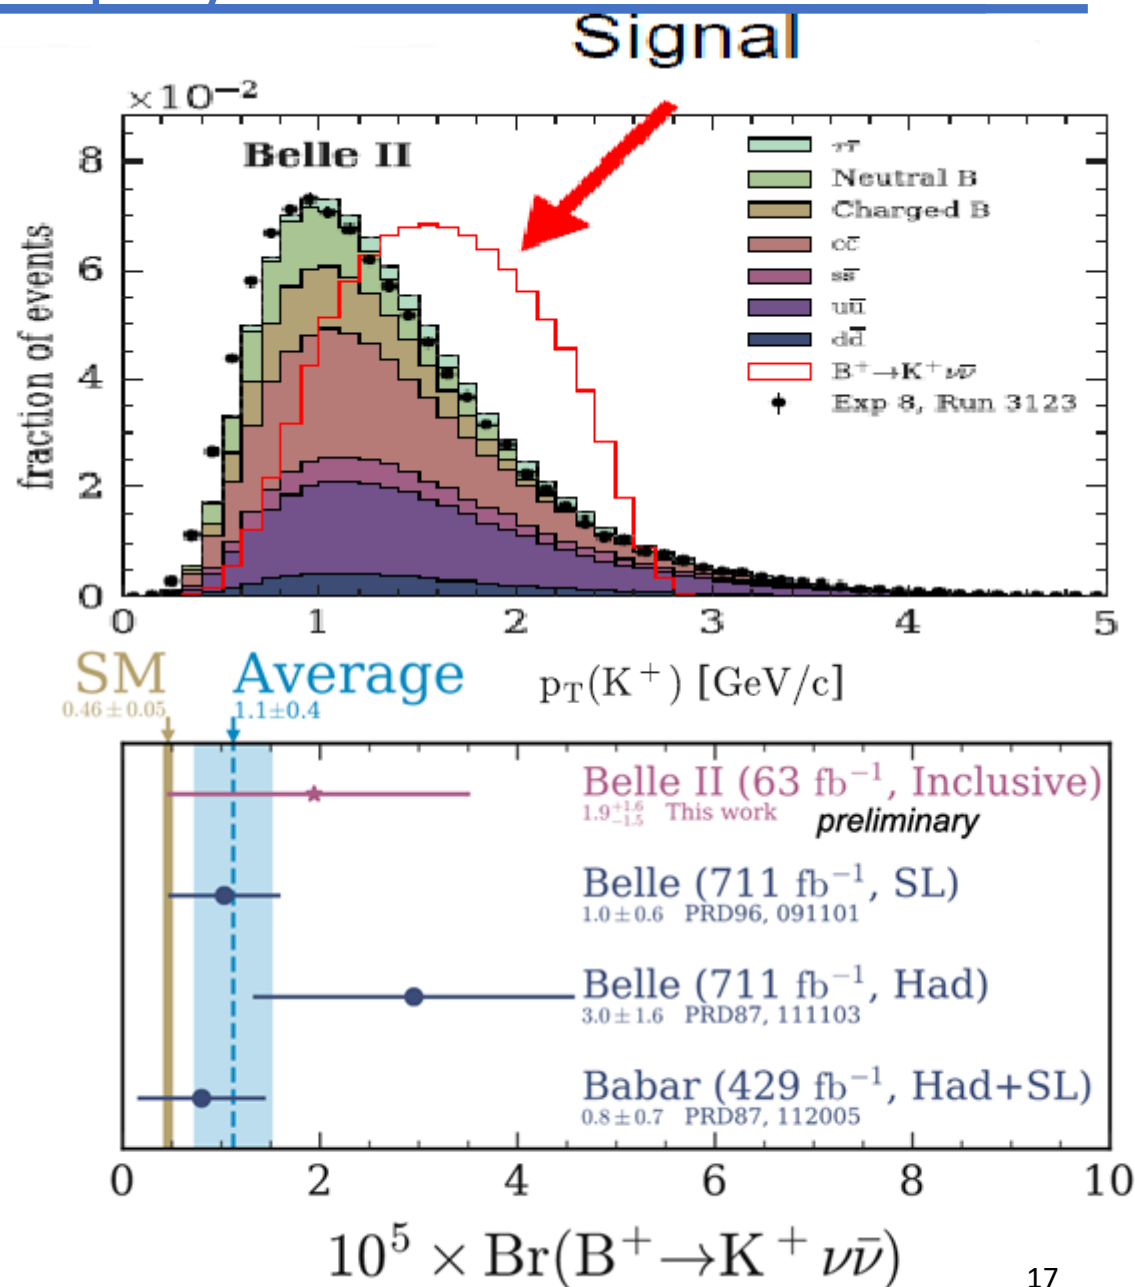 Signal
×10⁻²
Belle II
ττ̄
Neutral B
Charged B
cc̄
ss̄
uū
dd̄
B⁺→K⁺νν̄
Exp 8, Run 3123
fraction of events
8
6
4
2
0
0 1 2 3 4 5
p_T(K⁺) [GeV/c]
SM
0.46 ± 0.05
Average
1.1±0.4
Belle II (63 fb⁻¹, Inclusive)
1.9 +1.6 −1.5 This work
preliminary
Belle (711 fb⁻¹, SL)
1.0 ± 0.6 PRD96, 091101
Belle (711 fb⁻¹, Had)
3.0 ± 1.6 PRD87, 111103
Babar (429 fb⁻¹, Had+SL)
0.8 ± 0.7 PRD87, 112005
0 2 4 6 8 10
10⁵ × Br(B⁺→K⁺νν̄)
17